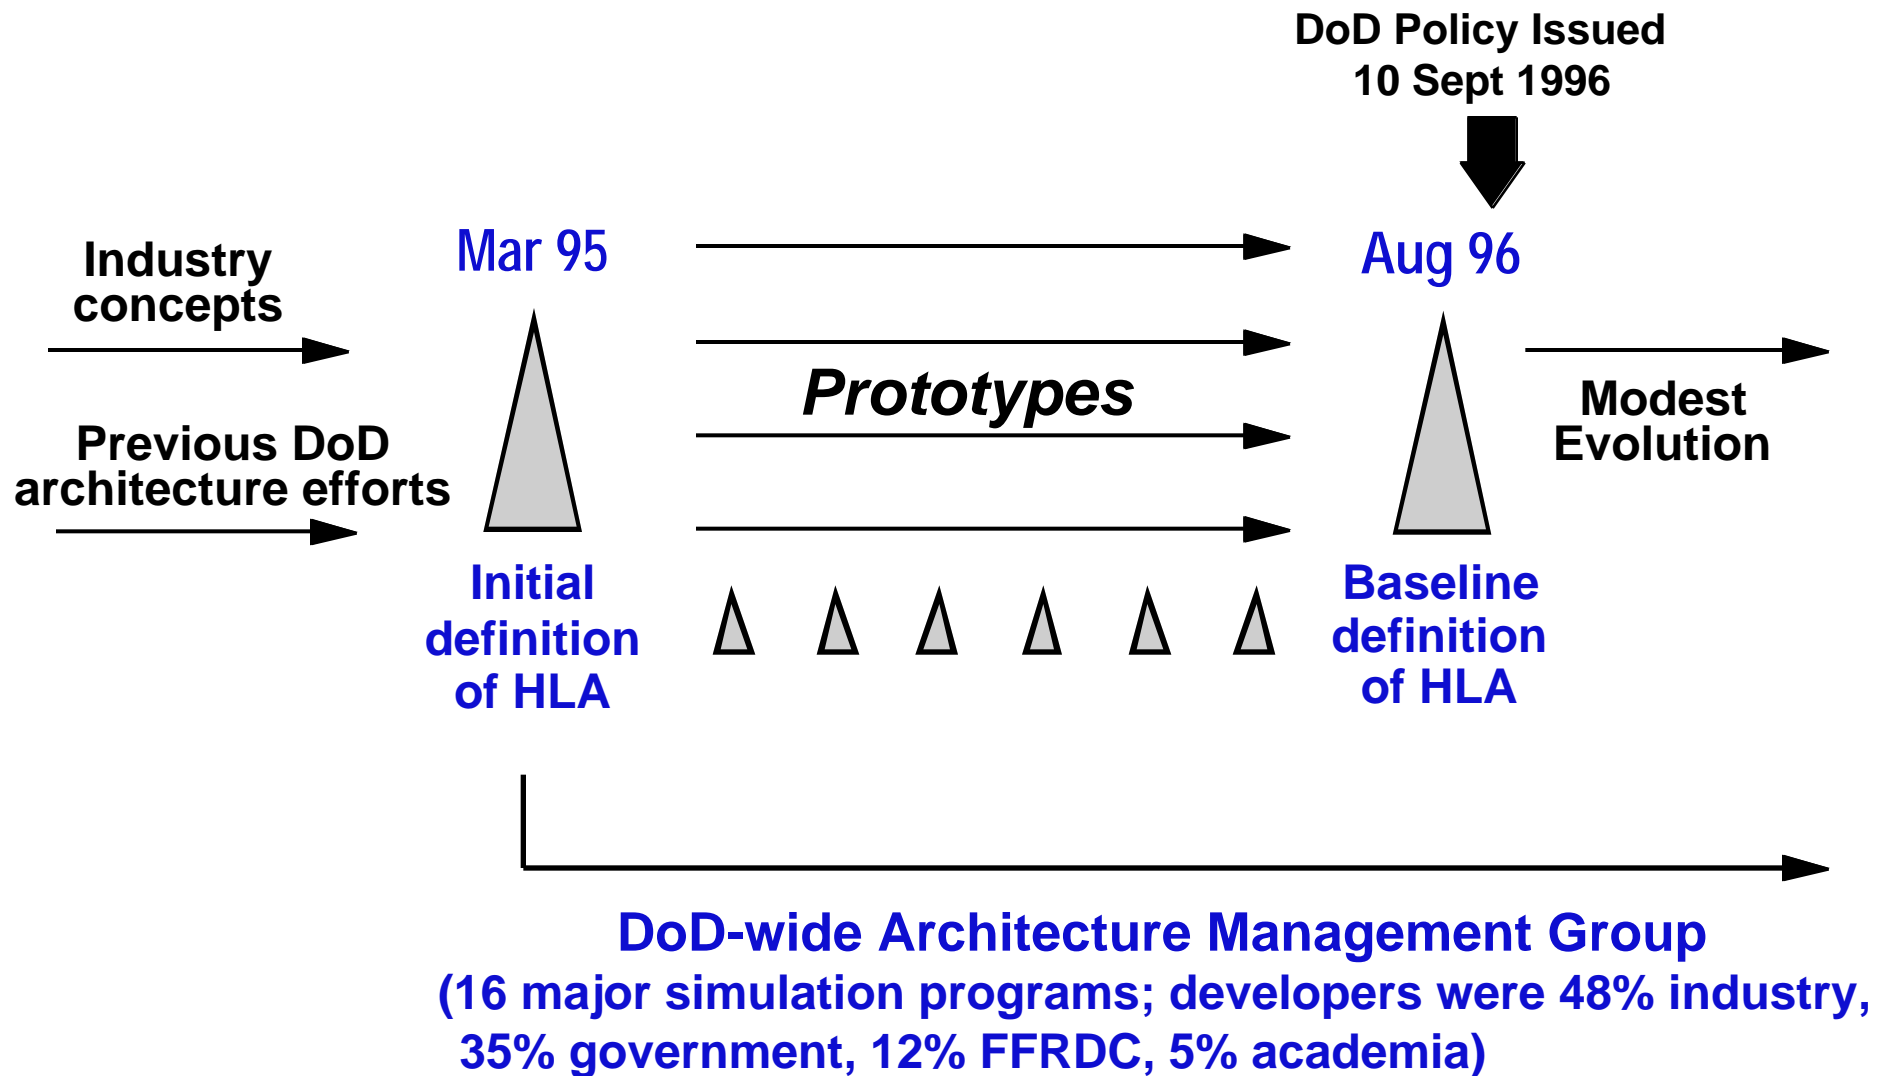 DoD Policy Issued
10 Sept 1996
Industry
concepts
Previous DoD
architecture efforts
Mar 95
Initial
definition
of HLA
Prototypes
Aug 96
Baseline
definition
of HLA
Modest
Evolution
DoD-wide Architecture Management Group
(16 major simulation programs; developers were 48% industry,
35% government, 12% FFRDC, 5% academia)